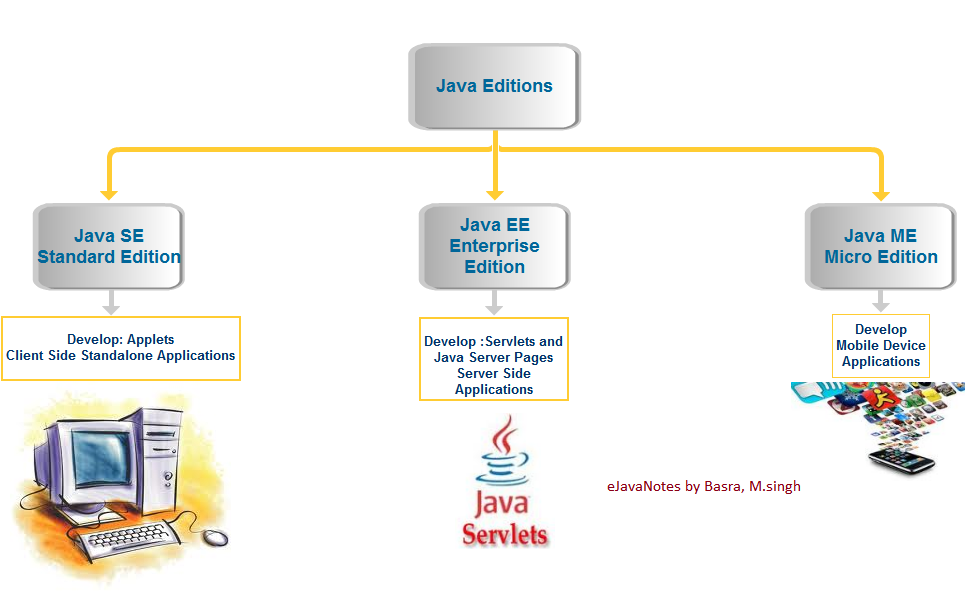 Java Editions
Java SE
Standard Edition
Java EE
Enterprise
Edition
Java ME
Micro Edition
Develop: Applets
Client Side Standalone Applications
Develop :Servlets and
Java Server Pages
Server Side
Applications
Develop
Mobile Device
Applications
Java
Servlets
eJavaNotes by Basra, M.singh